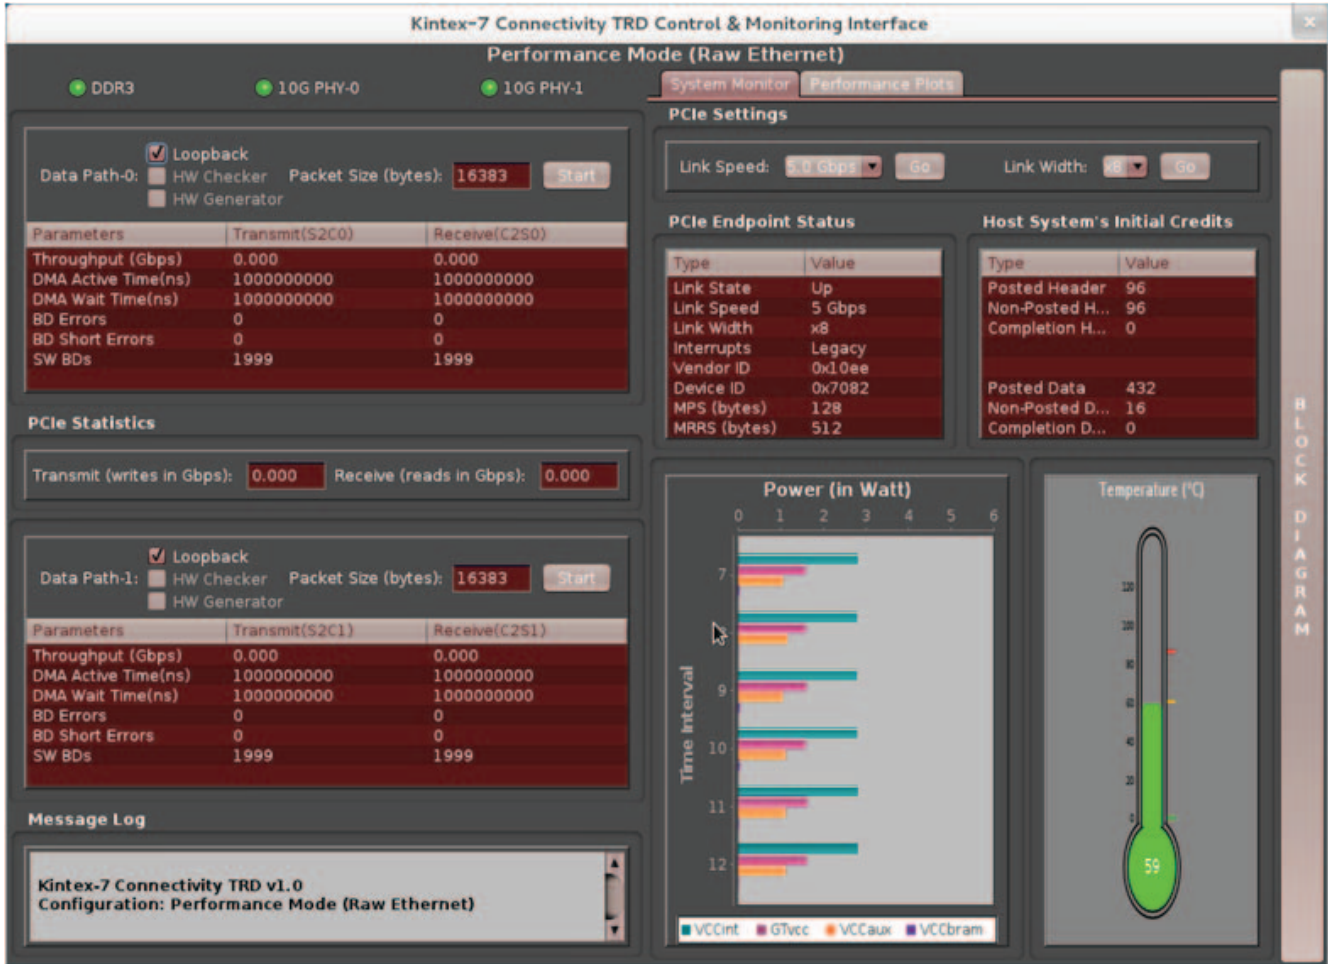 Kintex-7 Connectivity TRD Control & Monitoring Interface
Performance Mode (Raw Ethernet)
DDR3 10G PHY-0 10G PHY-1
System Monitor Performance Plots
Loopback
Data Path-0: HW Checker Packet Size (bytes): 16383 Start
HW Generator
Parameters Transmit(S2C0) Receive(C2S0)
Throughput (Gbps) 0.000 0.000
DMA Active Time(ns) 1000000000 1000000000
DMA Wait Time(ns) 1000000000 1000000000
BD Errors 0 0
BD Short Errors 0 0
SW BDs 1999 1999
PCIe Statistics
Transmit (writes in Gbps): 0.000 Receive (reads in Gbps): 0.000
Loopback
Data Path-1: HW Checker Packet Size (bytes): 16383 Start
HW Generator
Parameters Transmit(S2C1) Receive(C2S1)
Throughput (Gbps) 0.000 0.000
DMA Active Time(ns) 1000000000 1000000000
DMA Wait Time(ns) 1000000000 1000000000
BD Errors 0 0
BD Short Errors 0 0
SW BDs 1999 1999
Message Log
Kintex-7 Connectivity TRD v1.0
Configuration: Performance Mode (Raw Ethernet)
PCIe Settings
Link Speed: 5.0 Gbps Go Link Width: x8 Go
PCIe Endpoint Status
Type Value
Link State Up
Link Speed 5 Gbps
Link Width x8
Interrupts Legacy
Vendor ID 0x10ee
Device ID 0x7082
MPS (bytes) 128
MRRS (bytes) 512
Host System's Initial Credits
Type Value
Posted Header 96
Non-Posted H... 96
Completion H... 0
Posted Data 432
Non-Posted D... 16
Completion D... 0
Power (in Watt)
0 1 2 3 4 5 6
Time Interval
7
9
10
11
12
VCCint GTvcc VCCaux VCCbram
Temperature (°C)
120
100
80
60
40
20
0
59
BLOCK DIAGRAM